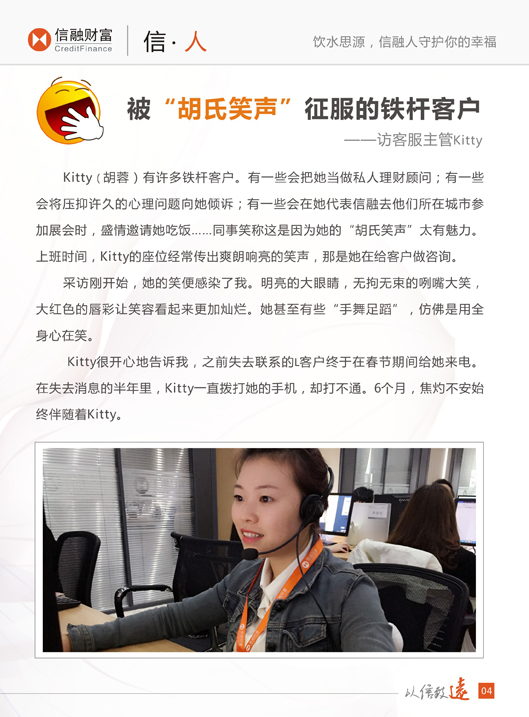 信融财富
CreditFinance
信·人
饮水思源，信融人守护你的幸福
被“胡氏笑声”征服的铁杆客户
——访客服主管Kitty
Kitty（胡蓉）有许多铁杆客户。有一些会把她当做私人理财顾问；有一些
会将压抑许久的心理问题向她倾诉；有一些会在她代表信融去他们所在城市参
加展会时，盛情邀请她吃饭……同事笑称这是因为她的“胡氏笑声”太有魅力。
上班时间，Kitty的座位经常传出爽朗响亮的笑声，那是她在给客户做咨询。
采访刚开始，她的笑便感染了我。明亮的大眼睛，无拘无束的咧嘴大笑，
大红色的唇彩让笑容看起来更加灿烂。她甚至有些“手舞足蹈”，仿佛是用全
身心在笑。
Kitty很开心地告诉我，之前失去联系的L客户终于在春节期间给她来电。
在失去消息的半年里，Kitty一直拨打她的手机，却打不通。6个月，焦灼不安始
终伴随着Kitty。
以信致遠
04